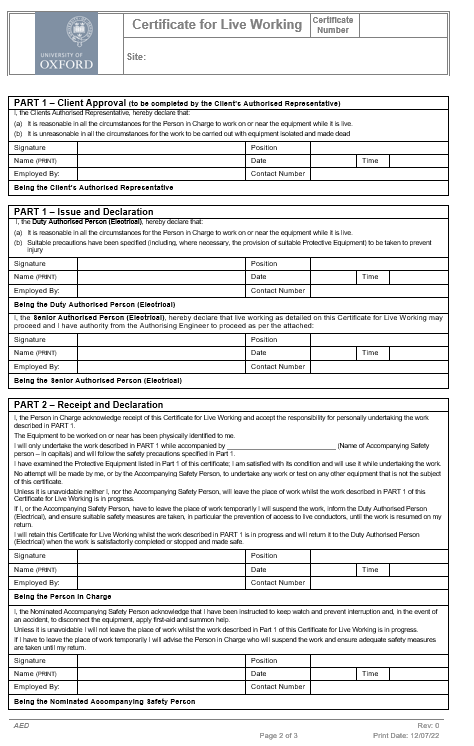 UNIVERSITY OF
OXFORD
Certificate for Live Working
Certificate
Number
Site:
PART 1 – Client Approval (to be completed by the Client's Authorised Representative)
I, the Clients Authorised Representative, hereby declare that:
(a) It is reasonable in all the circumstances for the Person in Charge to work on or near the equipment while it is live.
(b) It is unreasonable in all the circumstances for the work to be carried out with equipment isolated and made dead
Signature Position
Name (PRINT) Date Time
Employed By: Contact Number
Being the Client's Authorised Representative
PART 1 – Issue and Declaration
I, the Duty Authorised Person (Electrical), hereby declare that:
(a) It is reasonable in all the circumstances for the Person in Charge to work on or near the equipment while it is live.
(b) Suitable precautions have been specified (including, where necessary, the provision of suitable Protective Equipment) to be taken to prevent
injury
Signature Position
Name (PRINT) Date Time
Employed By: Contact Number
Being the Duty Authorised Person (Electrical)
I, the Senior Authorised Person (Electrical), hereby declare that live working as detailed on this Certificate for Live Working may
proceed and I have authority from the Authorising Engineer to proceed as per the attached:
Signature Position
Name (PRINT) Date Time
Employed By: Contact Number
Being the Senior Authorised Person (Electrical)
PART 2 – Receipt and Declaration
I, the Person in Charge acknowledge receipt of this Certificate for Live Working and accept the responsibility for personally undertaking the work
described in PART 1.
The Equipment to be worked on or near has been physically identified to me.
I will only undertake the work described in PART 1 while accompanied by ______________________________ (Name of Accompanying Safety
person – in capitals) and will follow the safety precautions specified in Part 1.
I have examined the Protective Equipment listed in Part 1 of this certificate; I am satisfied with its condition and will use it while undertaking the work.
No attempt will be made by me, or by the Accompanying Safety Person, to undertake any work or test on any other equipment that is not the subject
of this certificate.
Unless it is unavoidable neither I, nor the Accompanying Safety Person, will leave the place of work whilst the work described in PART 1 of this
Certificate for Live Working is in progress.
If I, or the Accompanying Safety Person, have to leave the place of work temporarily I will suspend the work, inform the Duty Authorised Person
(Electrical), and ensure suitable safety measures are taken, in particular the prevention of access to live conductors, until the work is resumed on my
return.
I will retain this Certificate for Live Working whilst the work described in PART 1 is in progress and will return it to the Duty Authorised Person
(Electrical) when the work is satisfactorily completed or stopped and made safe.
Signature Position
Name (PRINT) Date Time
Employed By: Contact Number
Being the Person in Charge
I, the Nominated Accompanying Safety Person acknowledge that I have been instructed to keep watch and prevent interruption and, in the event of
an accident, to disconnect the equipment, apply first-aid and summon help.
Unless it is unavoidable I will not leave the place of work whilst the work described in Part 1 of this Certificate for Live Working is in progress.
If I have to leave the place of work temporarily I will advise the Person in Charge who will suspend the work and ensure adequate safety measures
are taken until my return.
Signature Position
Name (PRINT) Date Time
Employed By: Contact Number
Being the Nominated Accompanying Safety Person
AED Rev: 0
Page 2 of 3 Print Date: 12/07/22